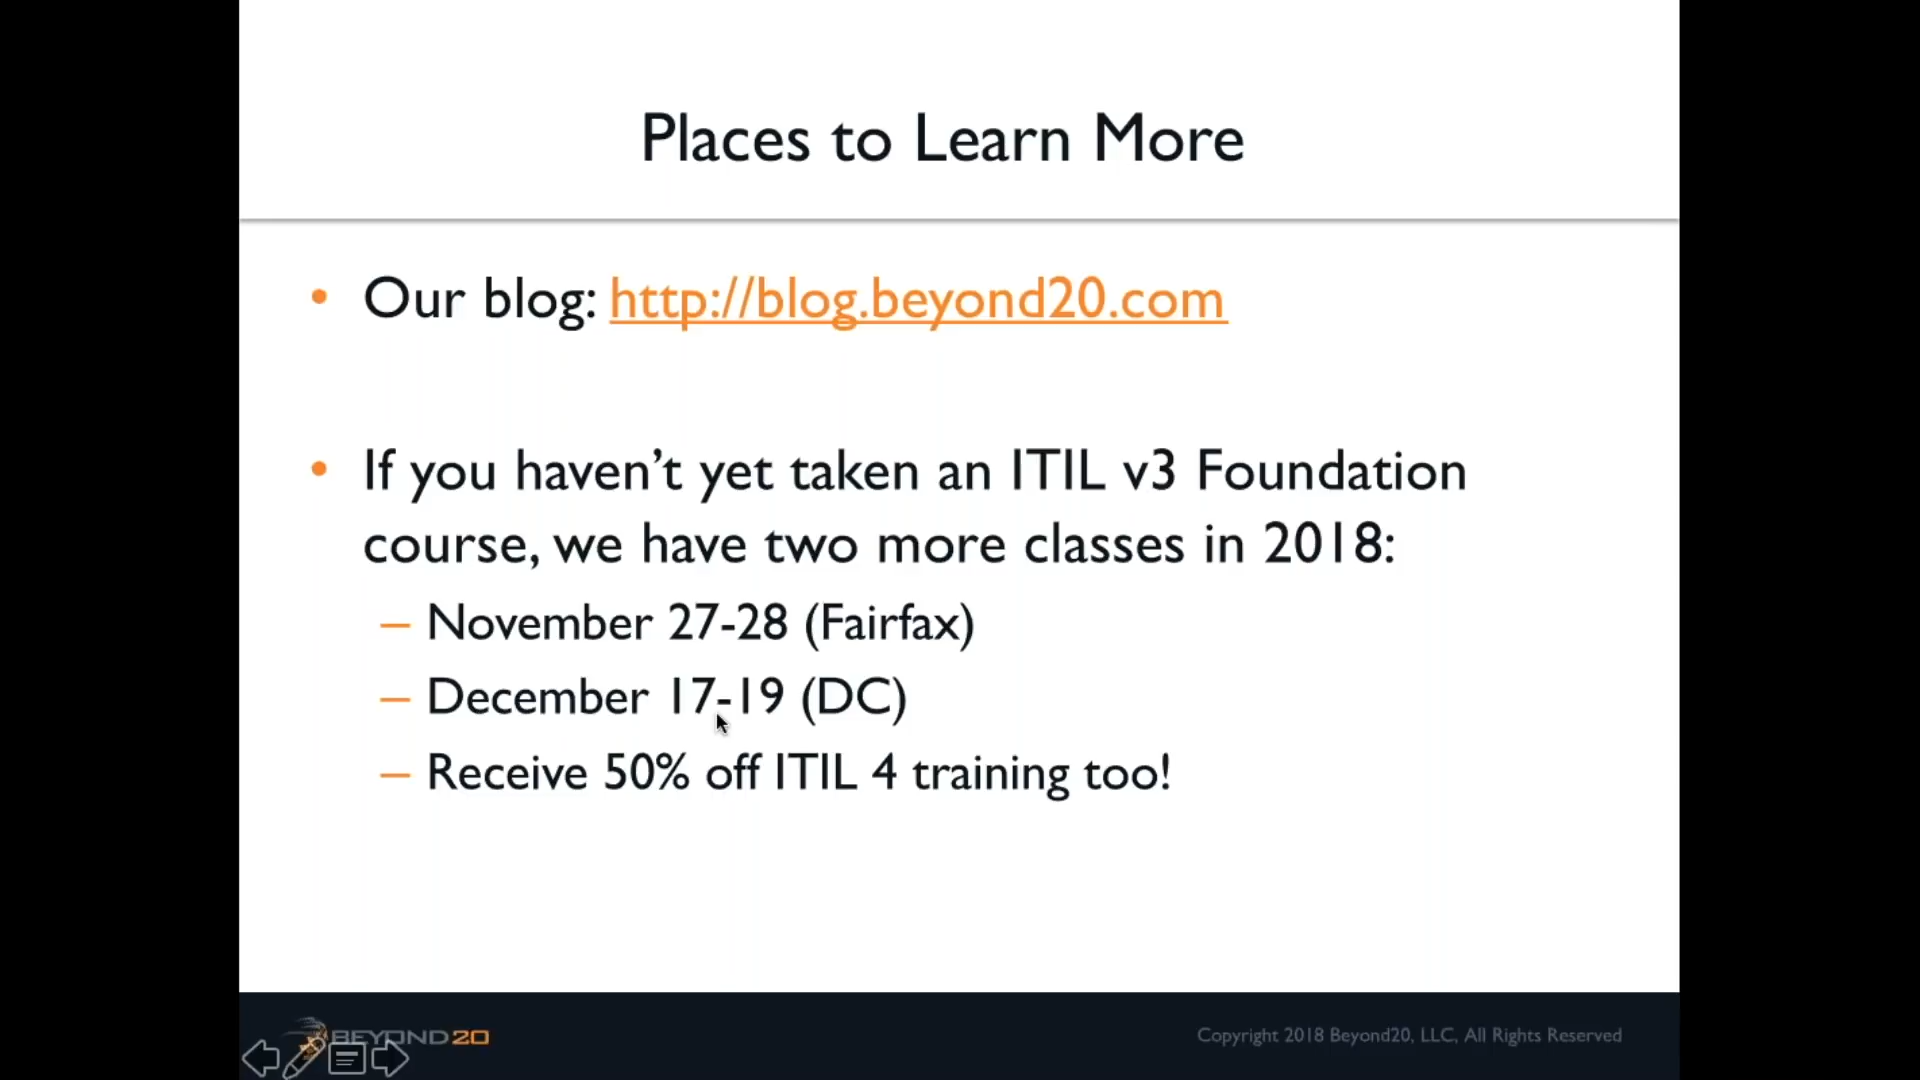 Places to Learn More
• Our blog: http://blog.beyond20.com
• If you haven’t yet taken an ITIL v3 Foundation
course, we have two more classes in 2018:
– November 27-28 (Fairfax)
– December 17-19 (DC)
– Receive 50% off ITIL 4 training too!
BEYOND20
Copyright 2018 Beyond20, LLC, All Rights Reserved